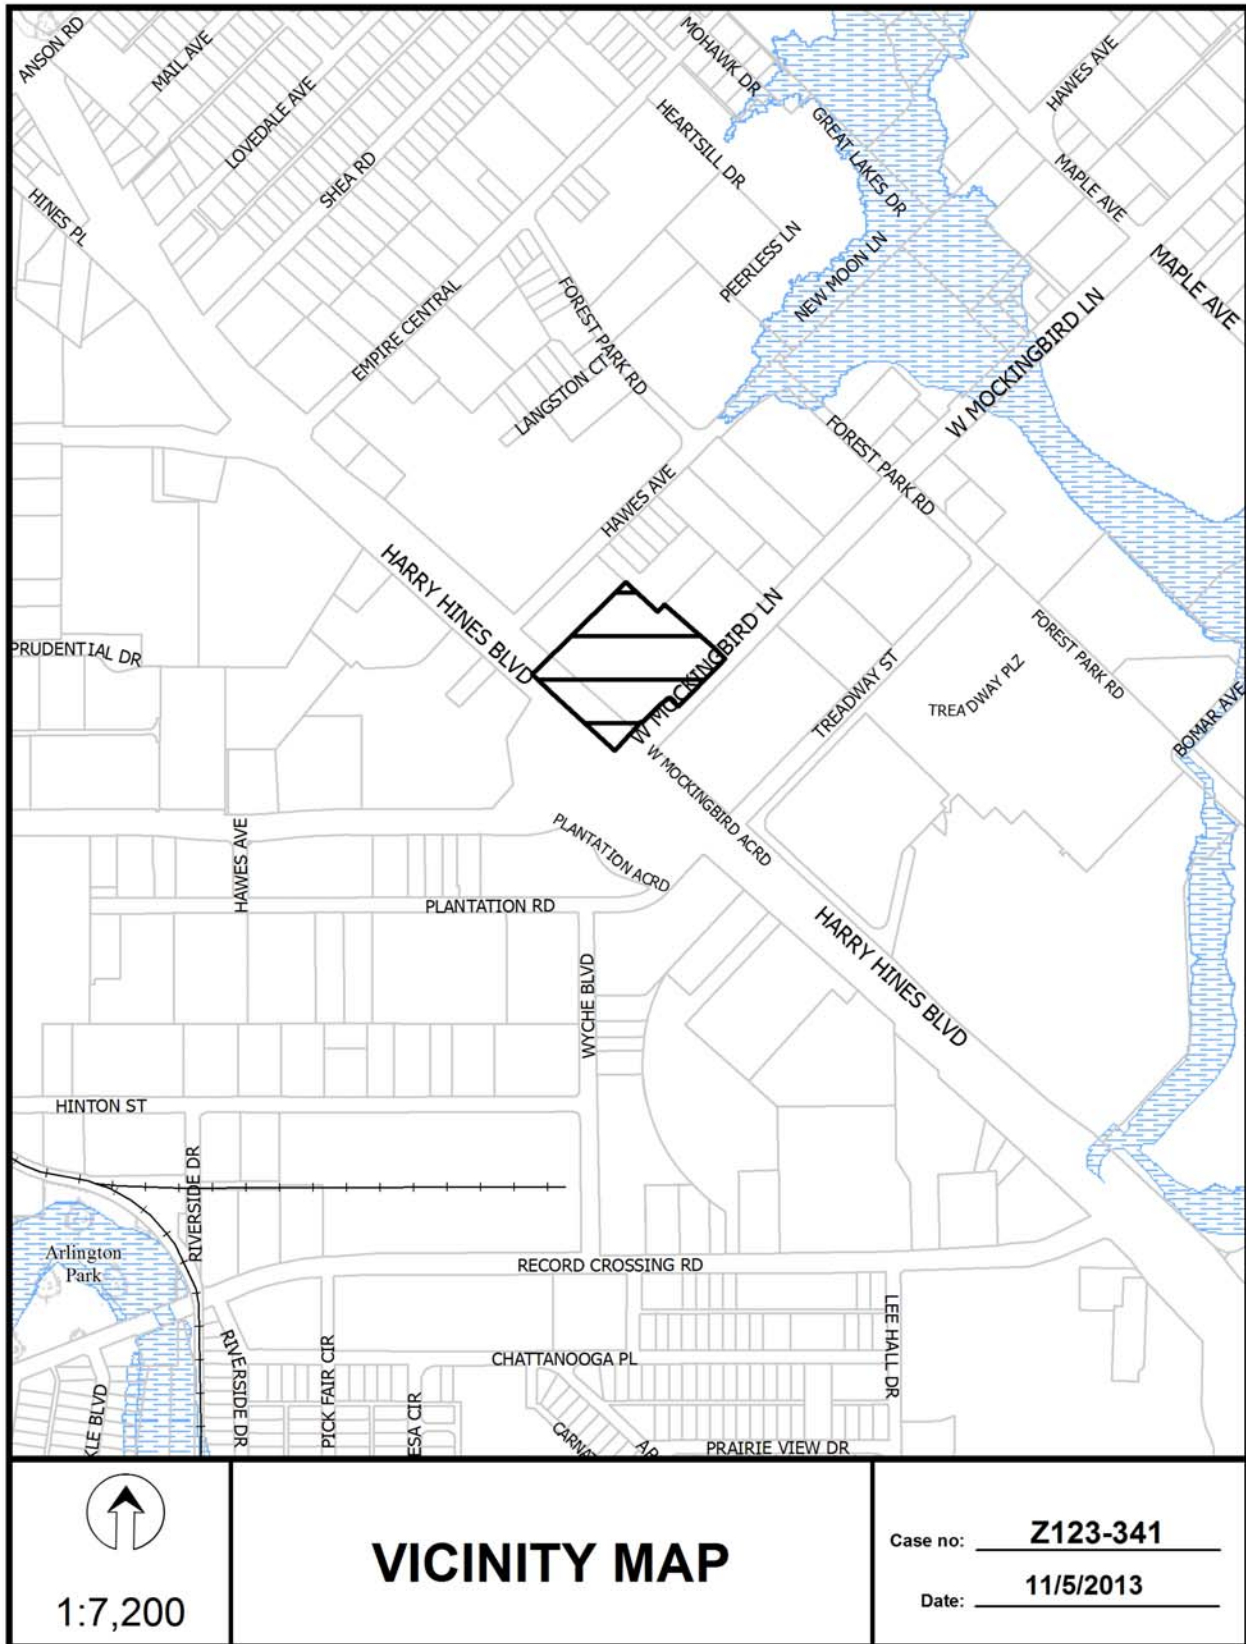 ANSON RD
MAIL AVE
LOVEDALE AVE
SHEA RD
HINES PL
MOHAWK DR
HEARTSILL DR
GREAT LAKES DR
HAWES AVE
MAPLE AVE
MAPLE AVE
PEERLESS LN
NEW MOON LN
EMPIRE CENTRAL
FOREST PARK RD
LANGSTON CT
W MOCKINGBIRD LN
FOREST PARK RD
HAWES AVE
HARRY HINES BLVD
W MOCKINGBIRD LN
PRUDENTIAL DR
FOREST PARK RD
TREADWAY ST
TREADWAY PLZ
BOMAR AVE
W MOCKINGBIRD ACRD
PLANTATION ACRD
HAWES AVE
PLANTATION RD
HARRY HINES BLVD
WYCHE BLVD
HINTON ST
RIVERSIDE DR
Arlington
Park
RECORD CROSSING RD
LEE HALL DR
RIVERSIDE DR
PICK FAIR CIR
CHATTANOOGA PL
KLE BLVD
ESA CIR
CARNA
AP
PRAIRIE VIEW DR
1:7,200
VICINITY MAP
Case no: Z123-341
Date: 11/5/2013